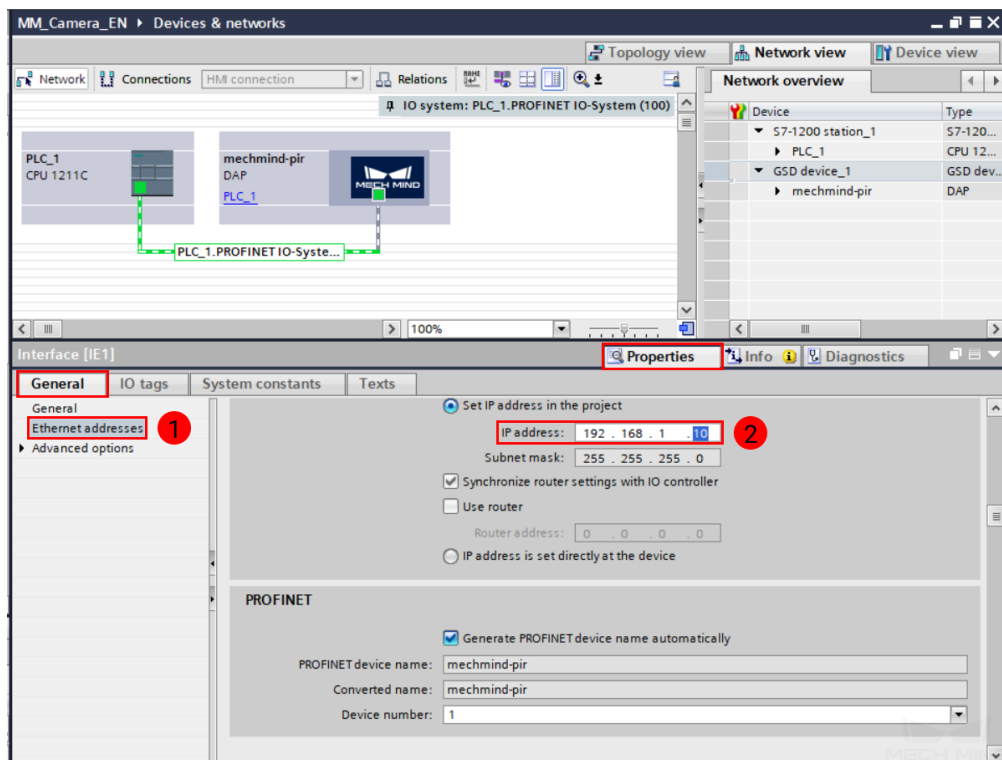 MM_Camera_EN ▸ Devices & networks
Topology view
Network view
Device view
Network
Connections
HMI connection
Relations
Network overview
IO system: PLC_1.PROFINET IO-System (100)
Device
Type
S7-1200 station_1
S7-120...
PLC_1
CPU 12...
GSD device_1
GSD dev..
mechmind-pir
DAP
PLC_1
CPU 1211C
mechmind-pir
DAP
PLC_1
MECH MIND
PLC_1.PROFINET IO-Syste...
100%
Interface [IE1]
Properties
Info
Diagnostics
General
IO tags
System constants
Texts
General
Ethernet addresses
1
Advanced options
Set IP address in the project
IP address: 192 . 168 . 1 . 10
2
Subnet mask: 255 . 255 . 255 . 0
Synchronize router settings with IO controller
Use router
Router address: 0 . 0 . 0 . 0
IP address is set directly at the device
PROFINET
Generate PROFINET device name automatically
PROFINET device name: mechmind-pir
Converted name: mechmind-pir
Device number: 1
MECH MIND